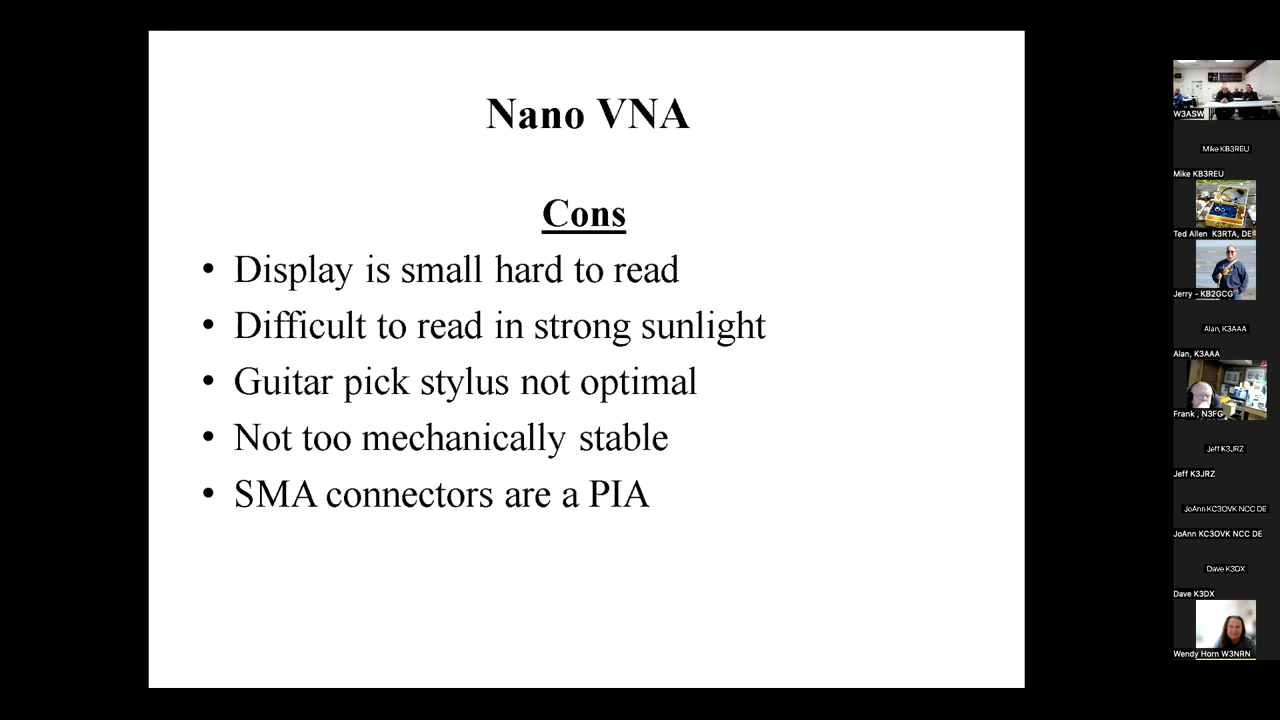 Nano VNA
Cons
• Display is small hard to read
• Difficult to read in strong sunlight
• Guitar pick stylus not optimal
• Not too mechanically stable
• SMA connectors are a PIA
W3ASW
Mike KB3REU
Mike KB3REU
Ted Allen K3RTA, DE
Jerry - KB2GCG
Alan, K3AAA
Alan, K3AAA
Frank , N3FG
Jeff K3JRZ
Jeff K3JRZ
JoAnn KC3OVK NCC DE
JoAnn KC3OVK NCC DE
Dave K3DX
Dave K3DX
Wendy Horn W3NRN